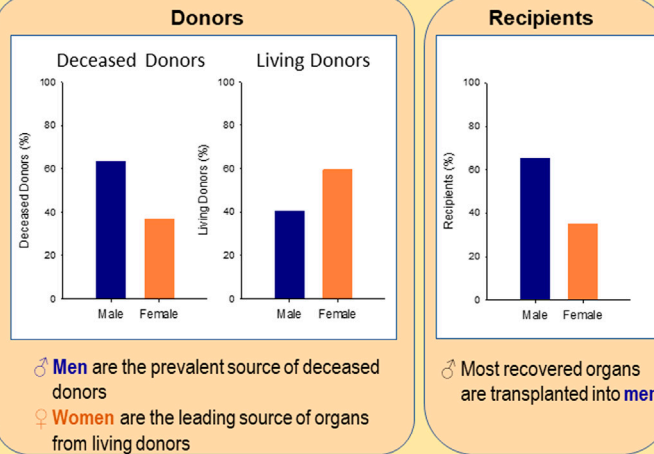 Donors
Deceased Donors
Living Donors
Deceased Donors (%)
100
80
60
40
20
0
Male Female
Living Donors (%)
100
80
60
40
20
0
Male Female
♂ Men are the prevalent source of deceased
donors
♀ Women are the leading source of organs
from living donors
Recipients
Recipients (%)
100
80
60
40
20
0
Male Female
♂ Most recovered organs
are transplanted into men